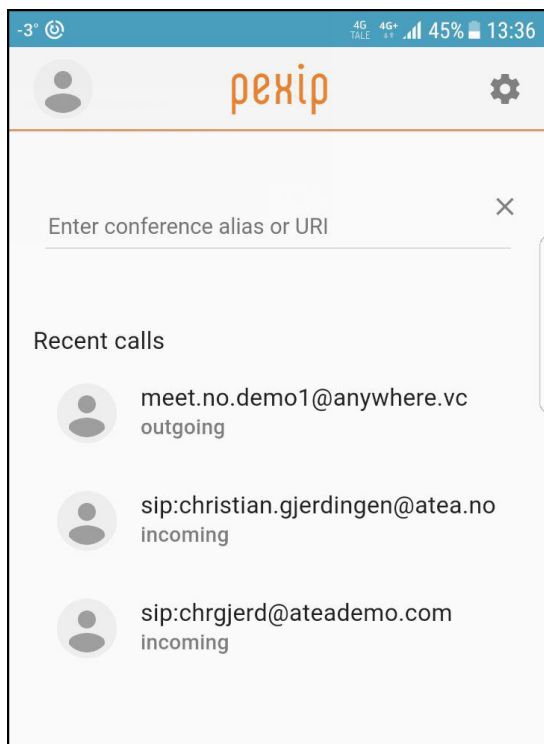 -3°
4G TALE 4G+ 45% 13:36
pexip
Enter conference alias or URI
Recent calls
meet.no.demo1@anywhere.vc
outgoing
sip:christian.gjerdingen@atea.no
incoming
sip:chrgjerd@ateademo.com
incoming